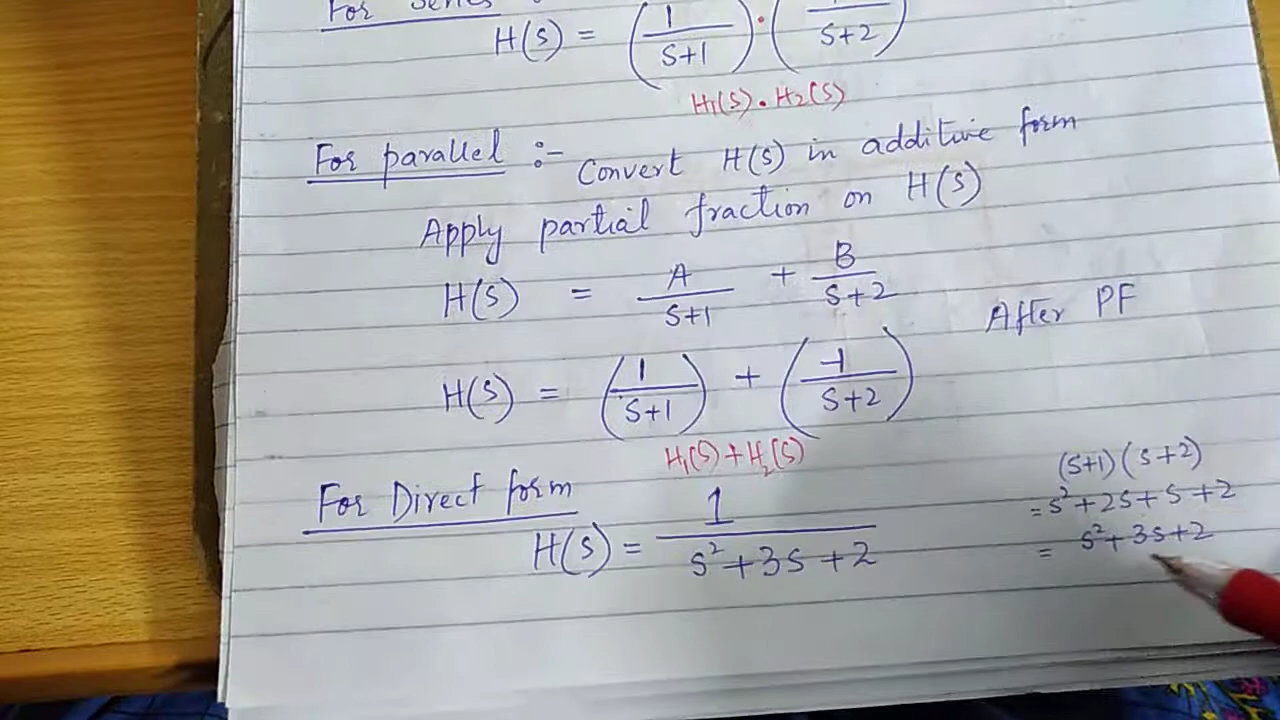 For Series
H(S) = (1/S+1) . (1/S+2)
H1(S) . H2(S)
For parallel :- Convert H(S) in additive form
Apply partial fraction on H(S)
H(S) = A/S+1 + B/S+2
After PF
H(S) = (1/S+1) + (-1/S+2)
H1(S) + H2(S)
For Direct form
H(S) = 1/s²+3s+2
(s+1)(s+2)
= s²+2s+s+2
= s²+3s+2